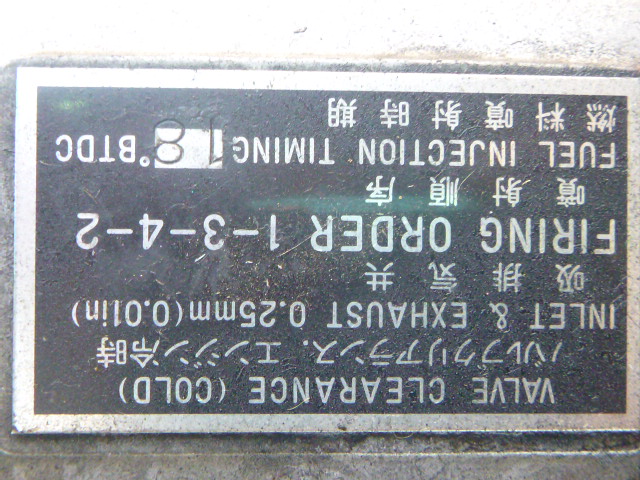 VALVE CLEARANCE (COLD)
バルブクリアランス．エンジン冷時
INLET & EXHAUST 0.25mm(0.01in)
吸排気共
FIRING ORDER 1-3-4-2
噴射順序
FUEL INJECTION TIMING 18°BTDC
燃料噴射時期